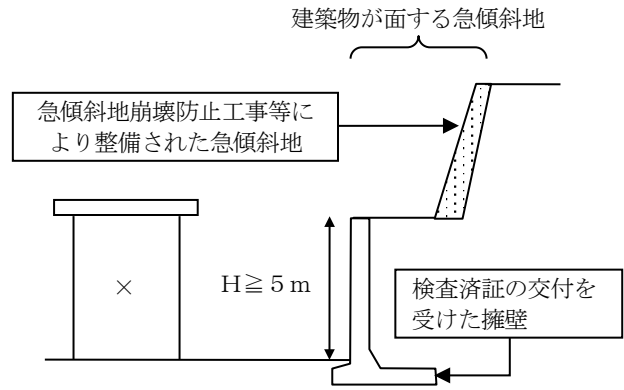 建築物が面する急傾斜地
急傾斜地崩壊防止工事等に
より整備された急傾斜地
×
H≧5m
検査済証の交付を
受けた擁壁